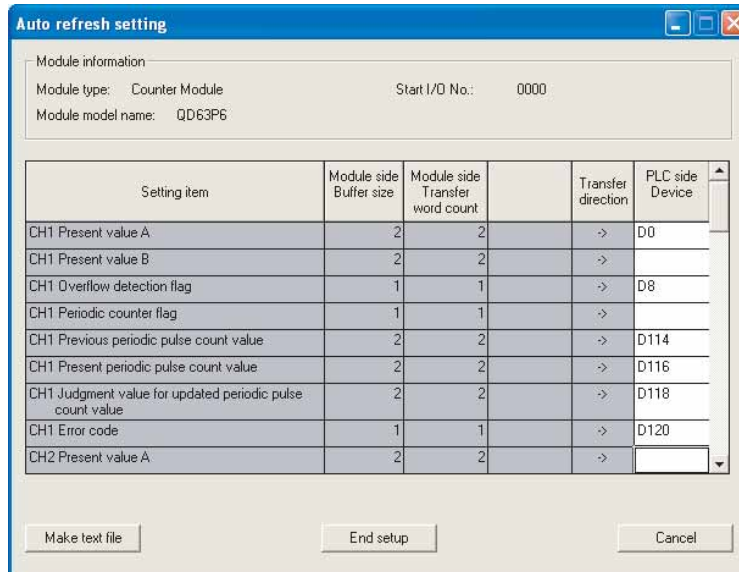 Auto refresh setting
Module information
Module type: Counter Module Start I/O No.: 0000
Module model name: QD63P6
Setting item Module side Buffer size Module side Transfer word count Transfer direction PLC side Device
CH1 Present value A 2 2 -> D0
CH1 Present value B 2 2 ->
CH1 Overflow detection flag 1 1 -> D8
CH1 Periodic counter flag 1 1 ->
CH1 Previous periodic pulse count value 2 2 -> D114
CH1 Present periodic pulse count value 2 2 -> D116
CH1 Judgment value for updated periodic pulse count value 2 2 -> D118
CH1 Error code 1 1 -> D120
CH2 Present value A 2 2 ->
Make text file End setup Cancel